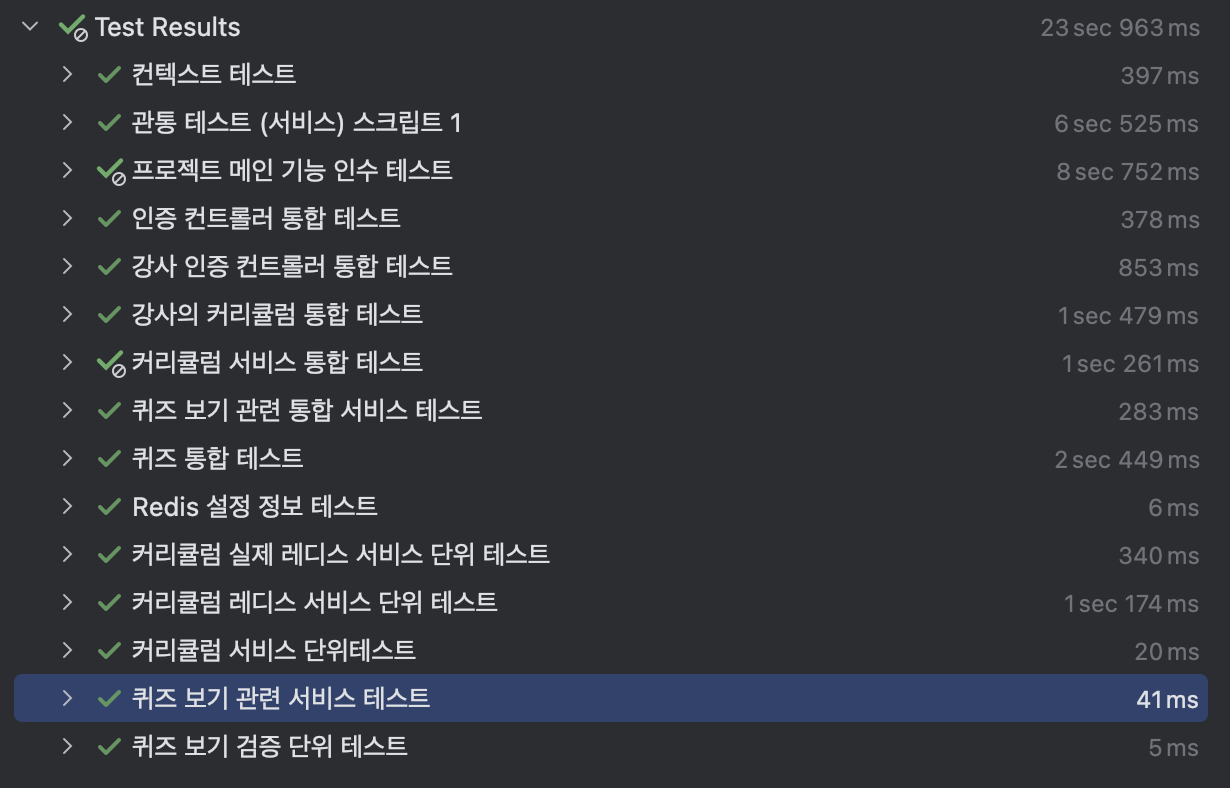 Test Results 23 sec 963 ms
컨텍스트 테스트 397 ms
관통 테스트 (서비스) 스크립트 1 6 sec 525 ms
프로젝트 메인 기능 인수 테스트 8 sec 752 ms
인증 컨트롤러 통합 테스트 378 ms
강사 인증 컨트롤러 통합 테스트 853 ms
강사의 커리큘럼 통합 테스트 1 sec 479 ms
커리큘럼 서비스 통합 테스트 1 sec 261 ms
퀴즈 보기 관련 통합 서비스 테스트 283 ms
퀴즈 통합 테스트 2 sec 449 ms
Redis 설정 정보 테스트 6 ms
커리큘럼 실제 레디스 서비스 단위 테스트 340 ms
커리큘럼 레디스 서비스 단위 테스트 1 sec 174 ms
커리큘럼 서비스 단위테스트 20 ms
퀴즈 보기 관련 서비스 테스트 41 ms
퀴즈 보기 검증 단위 테스트 5 ms